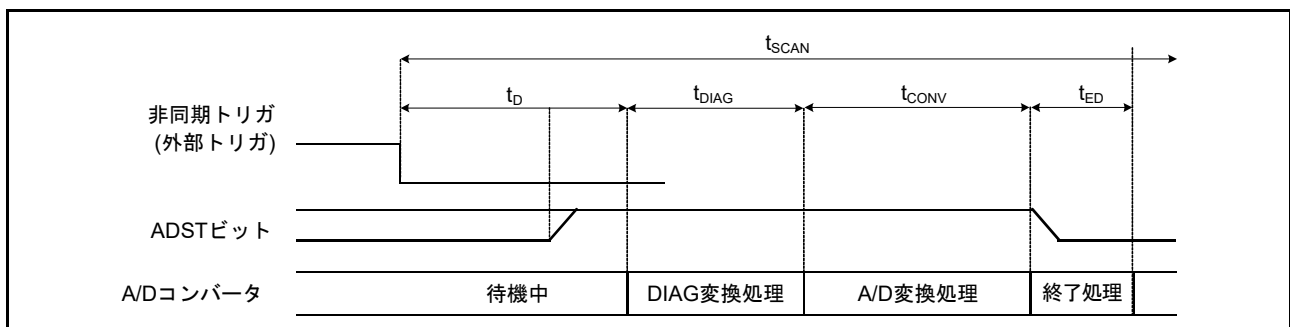 tSCAN
tD tDIAG tCONV tED
非同期トリガ
(外部トリガ)
ADSTビット
A/Dコンバータ 待機中 DIAG変換処理 A/D変換処理 終了処理